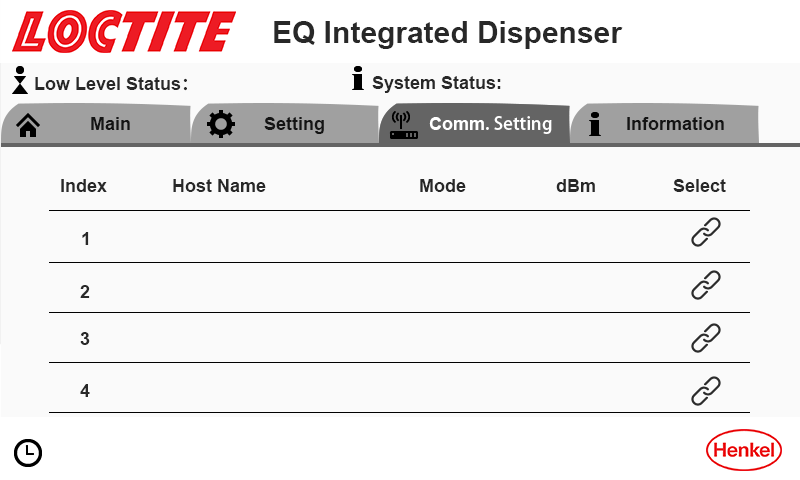 LOCTITE EQ Integrated Dispenser
Low Level Status: System Status:
Main Setting Comm. Setting Information
Index Host Name Mode dBm Select
1
2
3
4
Henkel